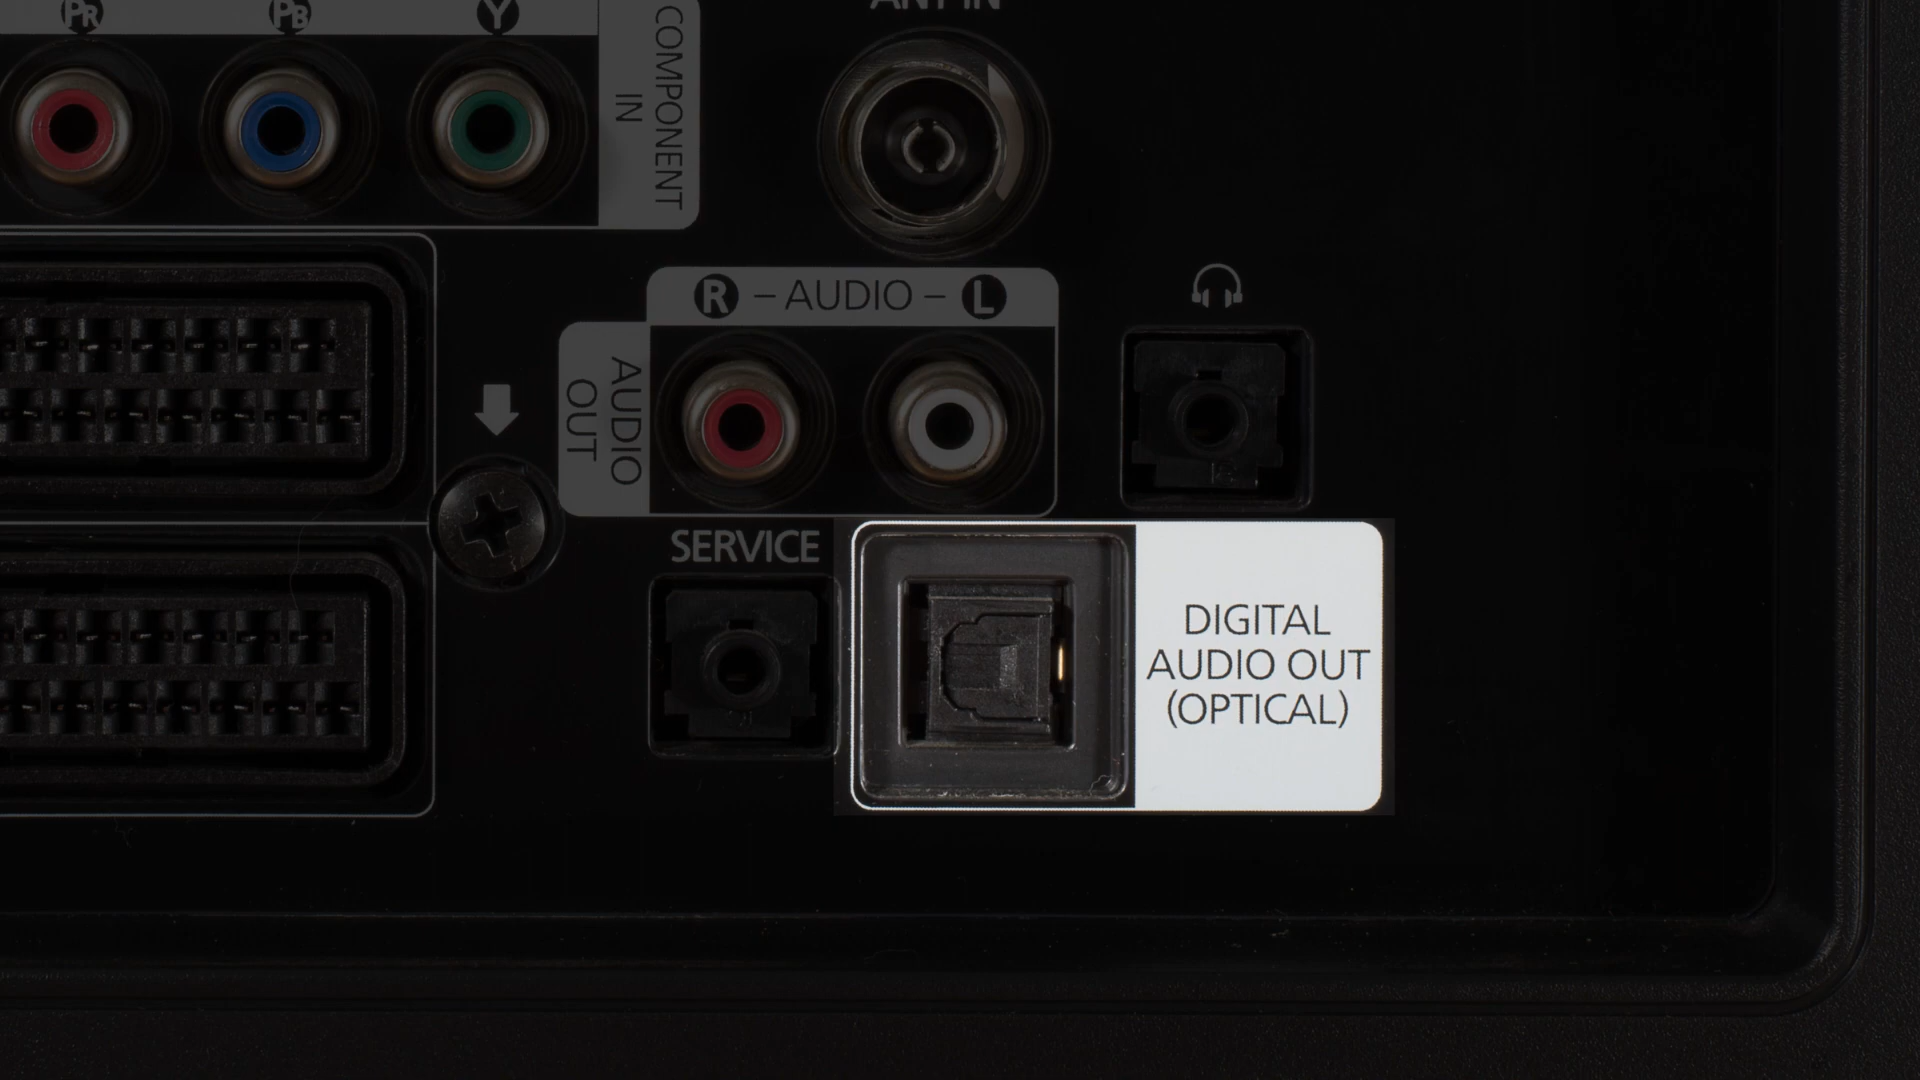 PR PB Y
COMPONENT
IN
ANT IN
R – AUDIO – L
AUDIO
OUT
SERVICE
DIGITAL
AUDIO OUT
(OPTICAL)